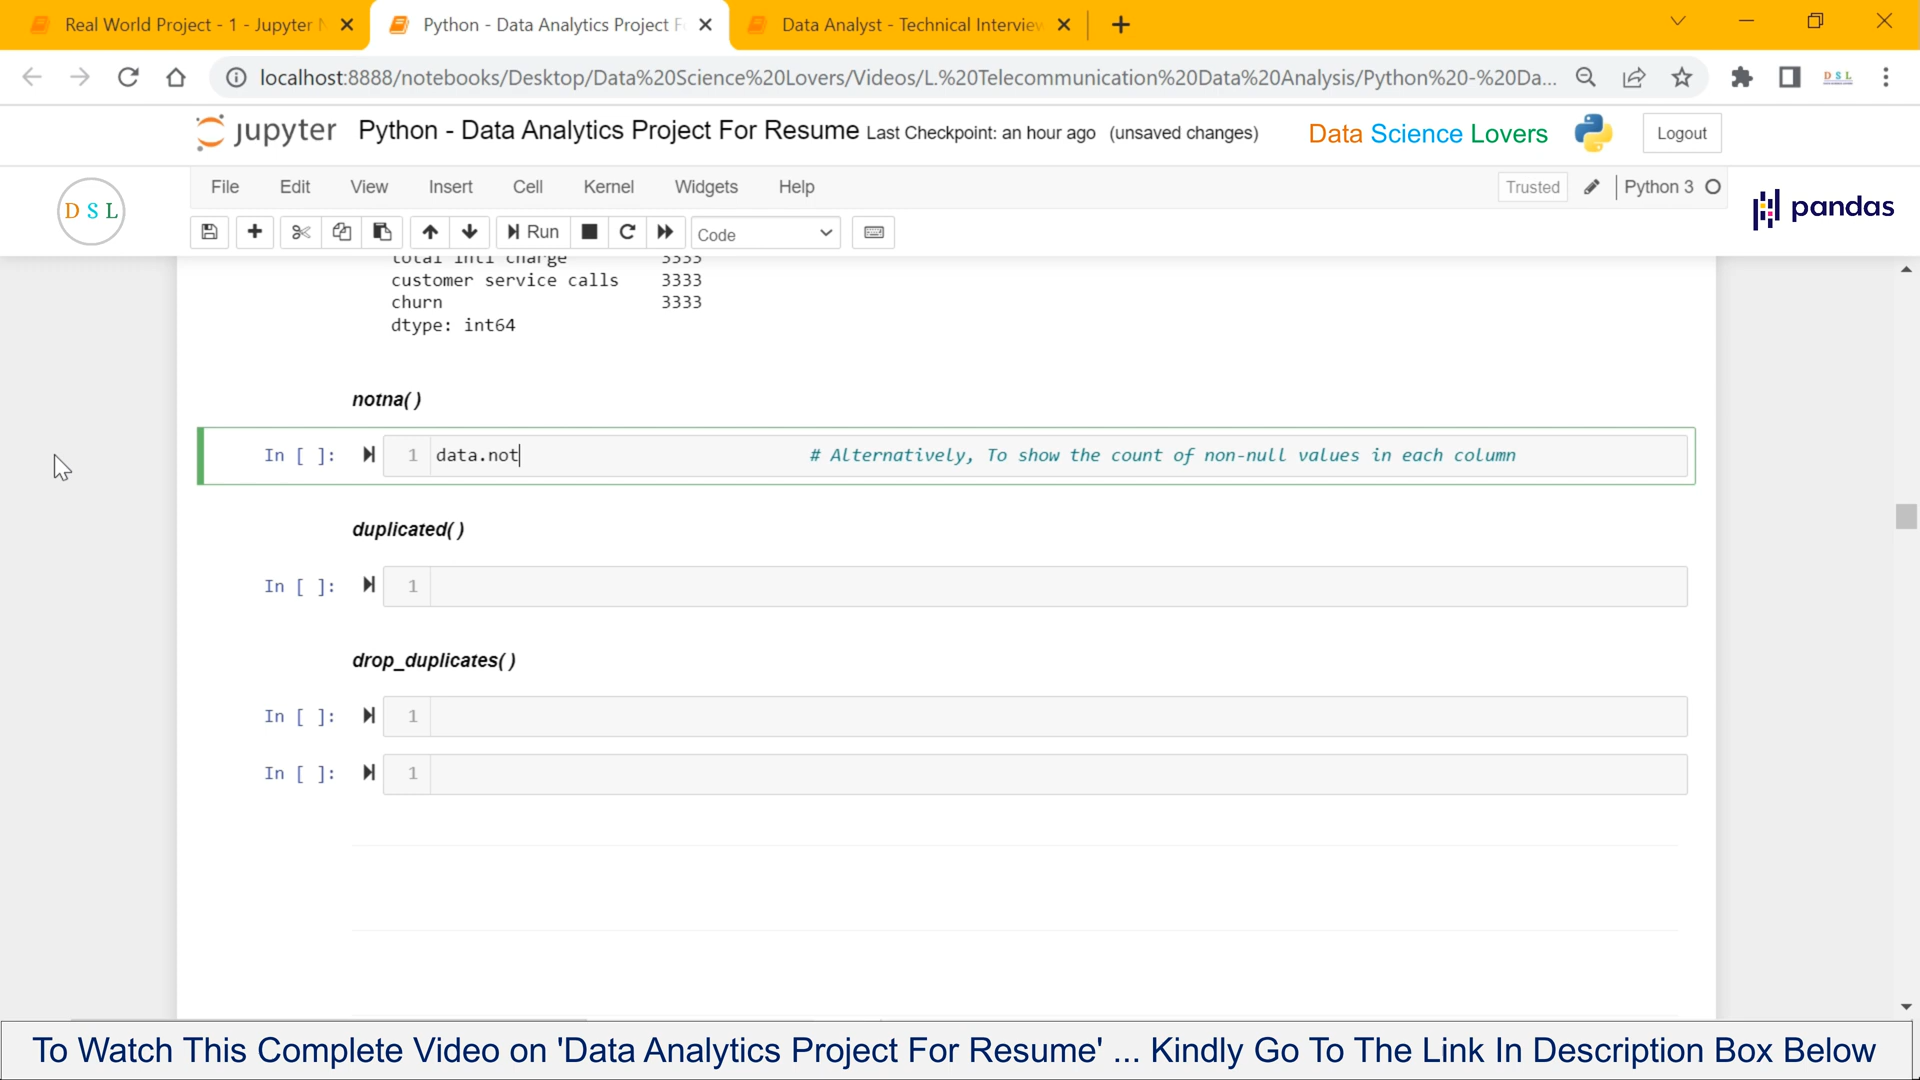 Real World Project - 1 - Jupyter N
Python - Data Analytics Project F
Data Analyst - Technical Interview
localhost:8888/notebooks/Desktop/Data%20Science%20Lovers/Videos/L.%20Telecommunication%20Data%20Analysis/Python%20-%20Da...
D S L
jupyter Python - Data Analytics Project For Resume Last Checkpoint: an hour ago (unsaved changes) Data Science Lovers Logout
File Edit View Insert Cell Kernel Widgets Help Trusted Python 3
D S L
pandas
Run Code
total intl charge 3333
customer service calls 3333
churn 3333
dtype: int64
notna( )
In [ ]: 1 data.not # Alternatively, To show the count of non-null values in each column
duplicated( )
In [ ]: 1
drop_duplicates( )
In [ ]: 1
In [ ]: 1
To Watch This Complete Video on 'Data Analytics Project For Resume' ... Kindly Go To The Link In Description Box Below